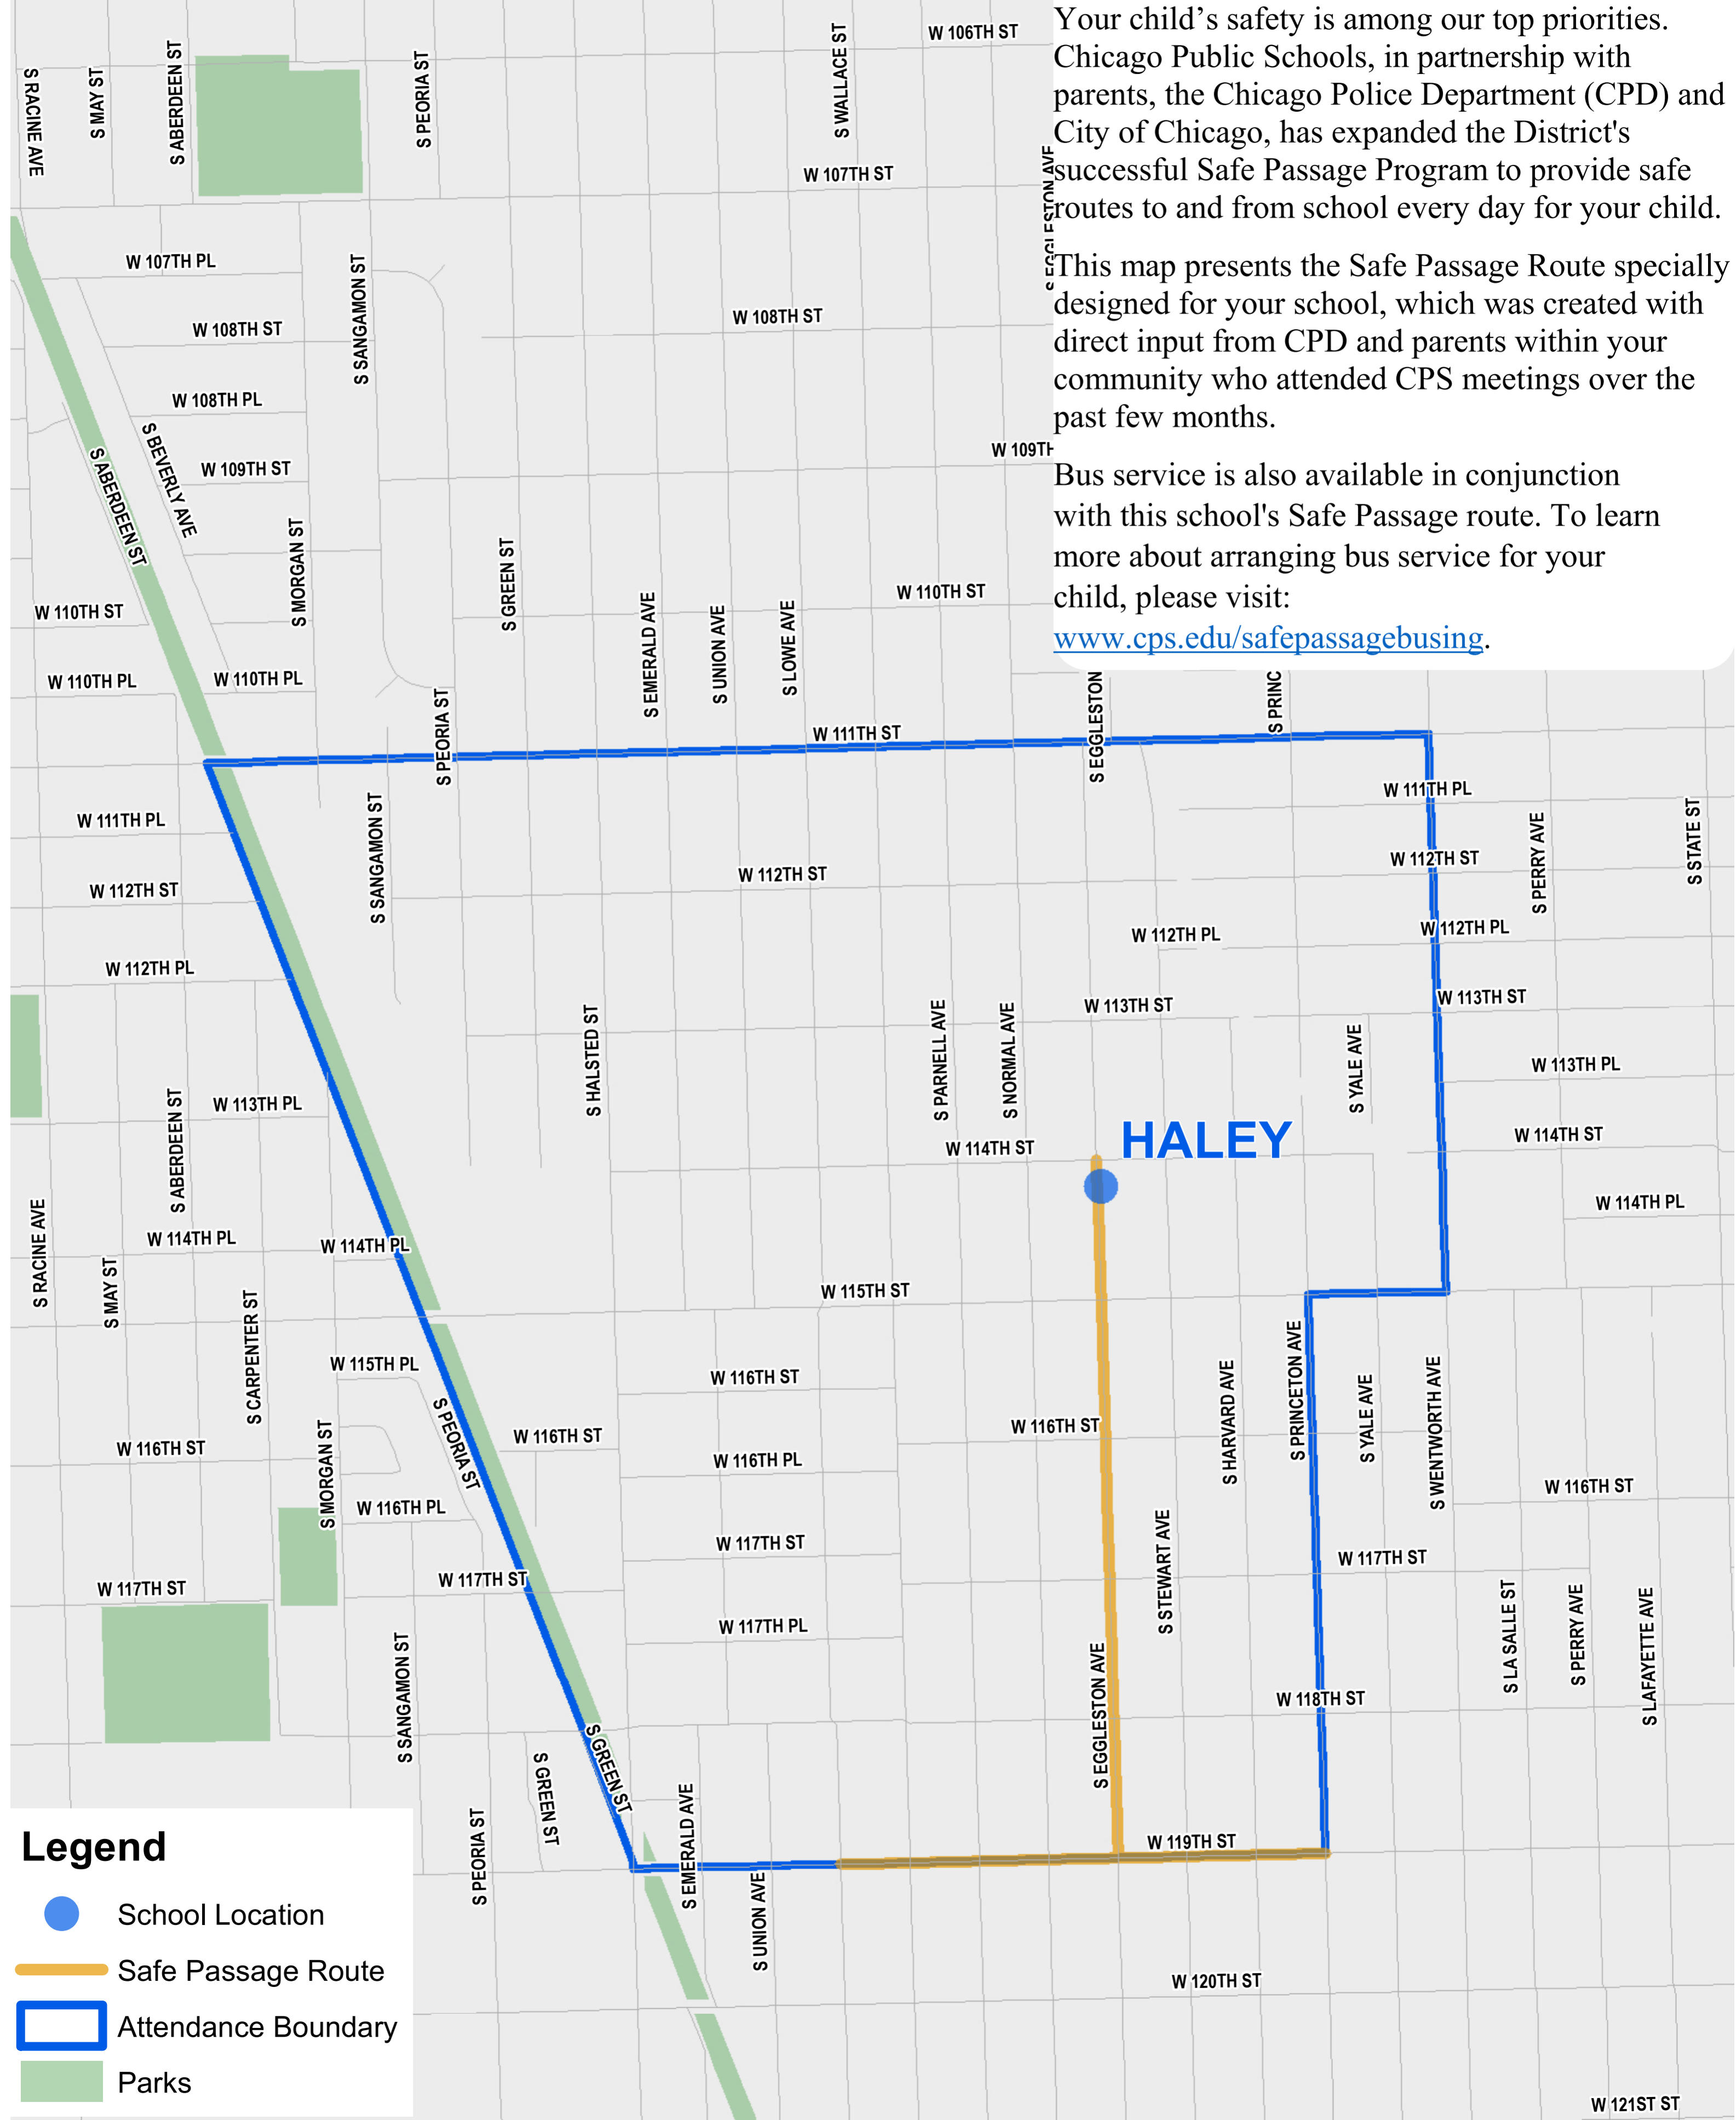 Your child’s safety is among our top priorities.
Chicago Public Schools, in partnership with
parents, the Chicago Police Department (CPD) and
City of Chicago, has expanded the District's
successful Safe Passage Program to provide safe
routes to and from school every day for your child.
This map presents the Safe Passage Route specially
designed for your school, which was created with
direct input from CPD and parents within your
community who attended CPS meetings over the
past few months.
Bus service is also available in conjunction
with this school's Safe Passage route. To learn
more about arranging bus service for your
child, please visit:
www.cps.edu/safepassagebusing.
W 106TH ST
S RACINE AVE
S MAY ST
S ABERDEEN ST
S PEORIA ST
S WALLACE ST
W 107TH ST
S EGGLESTON AVE
W 107TH PL
S SANGAMON ST
W 108TH ST
W 108TH ST
W 108TH PL
S BEVERLY AVE
S ABERDEEN ST
W 109TH ST
W 109TH
S MORGAN ST
S GREEN ST
W 110TH ST
W 110TH ST
S EMERALD AVE
S UNION AVE
S LOWE AVE
W 110TH PL
W 110TH PL
S PEORIA ST
W 111TH ST
S EGGLESTON
S PRINC
W 111TH PL
W 111TH PL
S SANGAMON ST
S PERRY AVE
S STATE ST
W 112TH ST
W 112TH ST
W 112TH ST
W 112TH PL
W 112TH PL
W 112TH PL
W 113TH ST
W 113TH ST
S HALSTED ST
S PARNELL AVE
S NORMAL AVE
S YALE AVE
W 113TH PL
W 113TH PL
S ABERDEEN ST
W 114TH ST
HALEY
W 114TH ST
W 114TH PL
S RACINE AVE
W 114TH PL
W 114TH PL
S MAY ST
W 115TH ST
S CARPENTER ST
W 115TH PL
W 116TH ST
S HARVARD AVE
S PRINCETON AVE
S YALE AVE
S WENTWORTH AVE
S PEORIA ST
W 116TH ST
W 116TH ST
W 116TH ST
S MORGAN ST
W 116TH PL
W 116TH ST
W 116TH PL
W 117TH ST
S STEWART AVE
W 117TH ST
W 117TH ST
W 117TH ST
W 117TH PL
S LA SALLE ST
S PERRY AVE
S LAFAYETTE AVE
S SANGAMON ST
S EGGLESTON AVE
W 118TH ST
S GREEN ST
S GREEN ST
S PEORIA ST
S EMERALD AVE
W 119TH ST
S UNION AVE
W 120TH ST
W 121ST ST
Legend
School Location
Safe Passage Route
Attendance Boundary
Parks